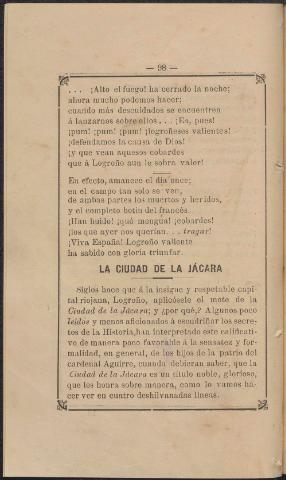 — 98 —
. . . ¡Alto el fuego! ha cerrado la noche;
ahora mucho podemos hacer;
cuando más descuidados se encuentren
á lanzarnos sobre ellos . . . ¡Ea, pues!
¡pum! ¡pum! ¡pum! ¡logroñeses valientes!
¡defendamos la causa de Dios!
¡y que vean aquesos cobardes
que á Logroño aun le sobra valor!
En efecto, amanece el día once;
en el campo tan solo se ven,
de ambas partes los muertos y heridos,
y el completo botín del francés.
¡Han huído! ¡qué mengua! ¡cobardes!
¡los que ayer nos querían. . . tragar!
¡Viva España! Logroño valiente
ha sabido con gloria triunfar.
LA CIUDAD DE LA JÁCARA
Siglos hace que á la insigne y respetable capi-
tal riojana, Logroño, aplicósele el mote de la
Ciudad de la Jácara; y ¿por qué? Algunos poco
leídos y menos aficionados á escudriñar los secre-
tos de la Historia, han interpretado este calificati-
vo de manera poco favorable á la sensatez y for-
malidad, en general, de los hijos de la patria del
cardenal Aguirre, cuando debieran saber, que la
Ciudad de la Jácara es un título noble, glorioso,
que les honra sobre manera, como lo vamos há-
cer ver en cuatro deshilvanadas líneas.